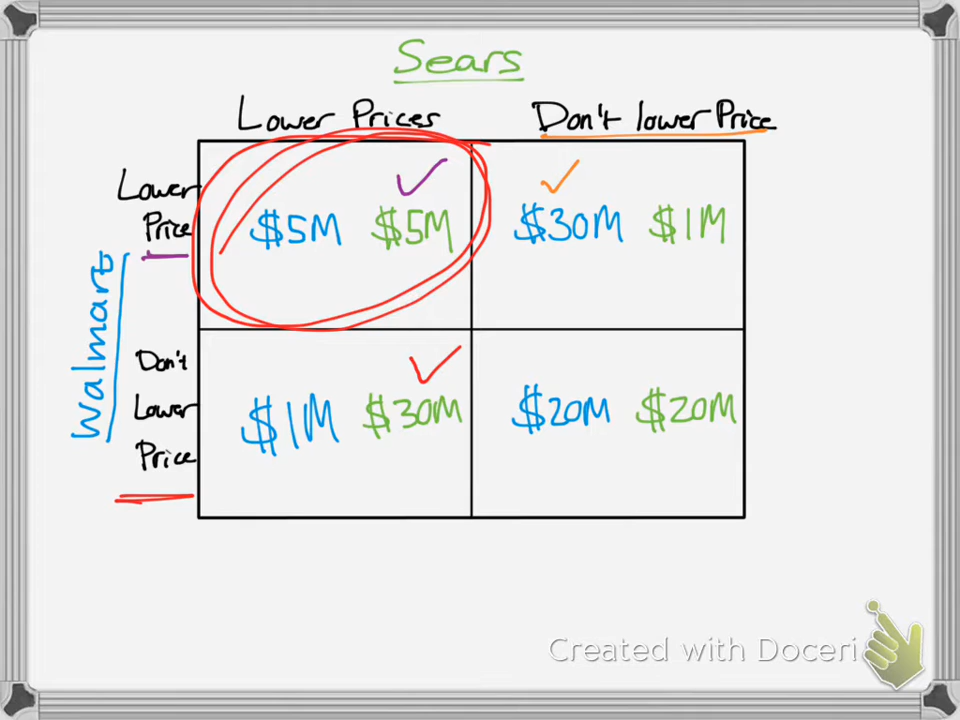 Sears
Lower Prices Don't lower Price
Lower
Price
$5M $5M $30M $1M
Walmart
Don't
Lower
Price
$1M $30M $20M $20M
Created with Doceri